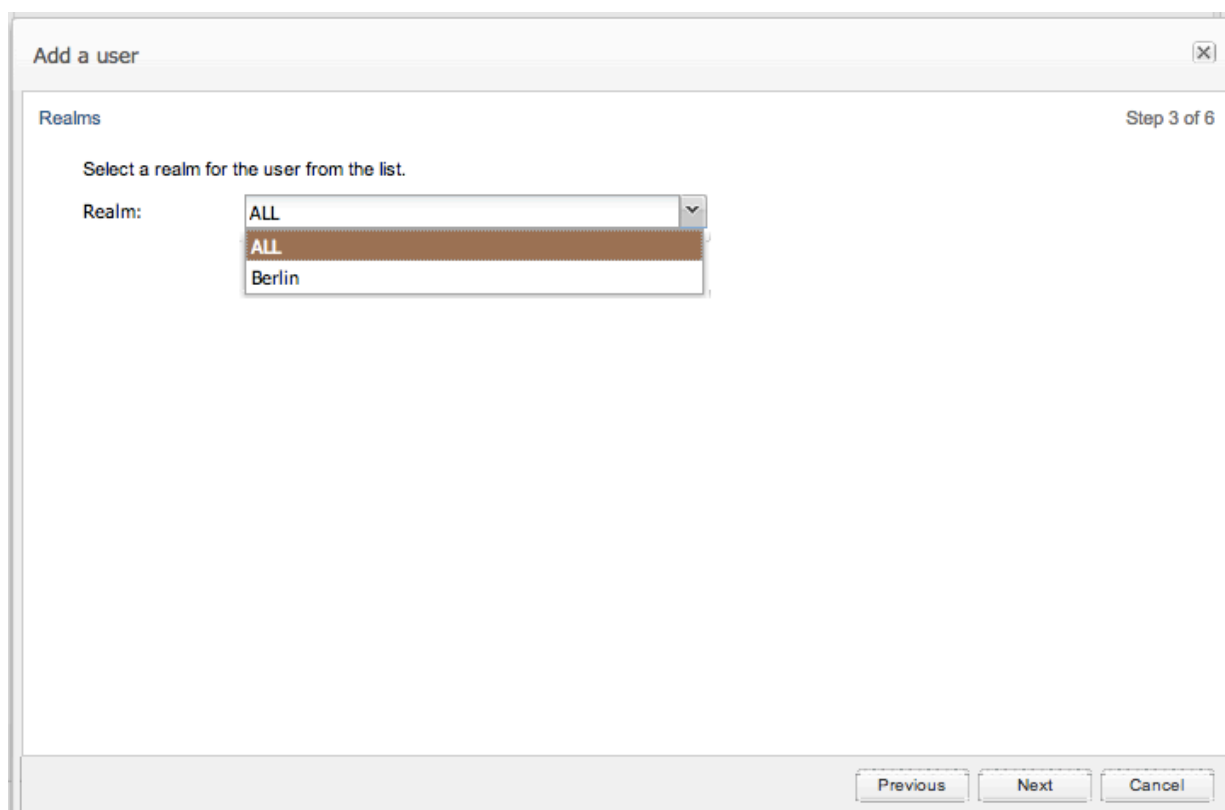 Add a user
Realms
Step 3 of 6
Select a realm for the user from the list.
Realm:
ALL
ALL
Berlin
Previous
Next
Cancel